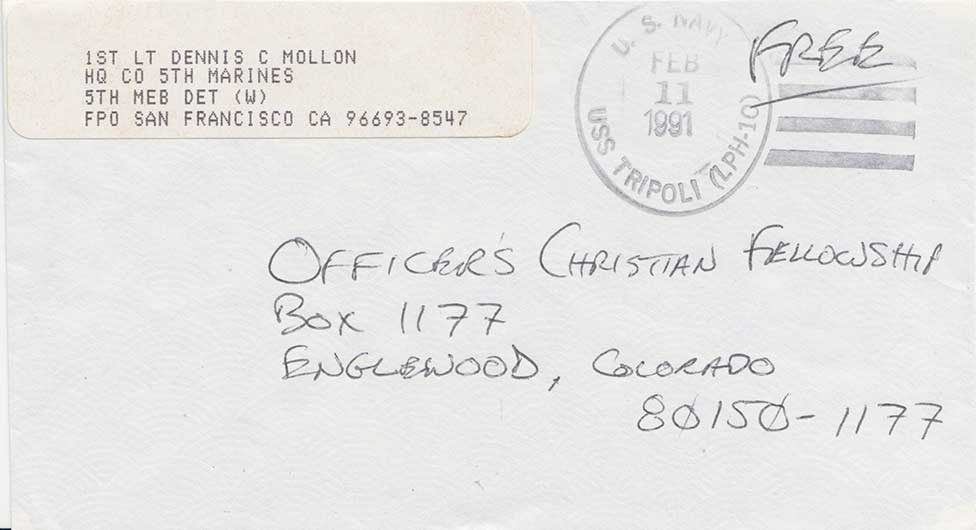 1ST LT DENNIS C MOLLON
HQ CO 5TH MARINES
5TH MEB DET (W)
FPO SAN FRANCISCO CA 96693-8547
U. S. NAVY
FEB
11
1991
USS TRIPOLI (LPH-10)
FREE
OFFICER'S CHRISTIAN FELLOWSHIP
BOX 1177
ENGLEWOOD, COLORADO
80150-1177